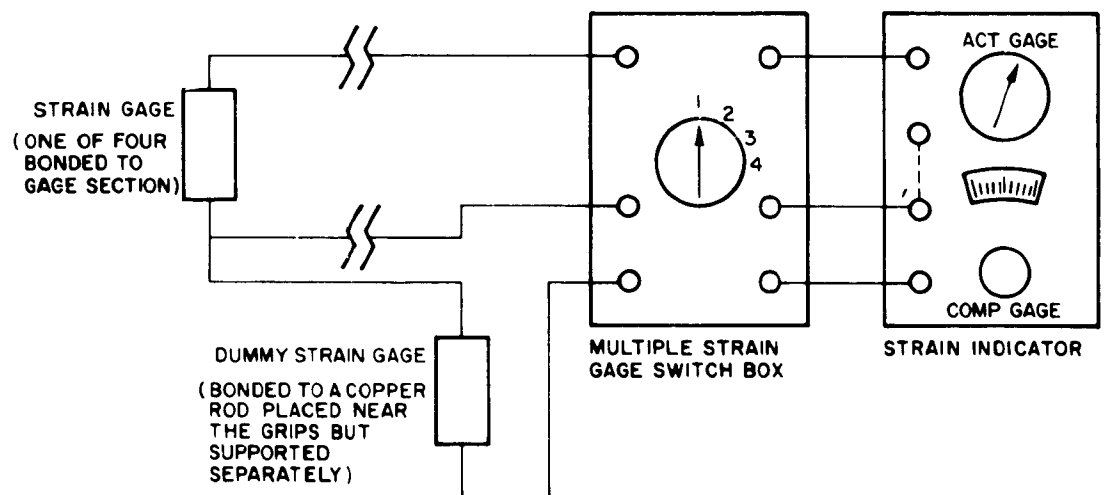 STRAIN GAGE
(ONE OF FOUR
BONDED TO
GAGE SECTION)
1
2
3
4
ACT GAGE
COMP GAGE
MULTIPLE STRAIN
GAGE SWITCH BOX
STRAIN INDICATOR
DUMMY STRAIN GAGE
(BONDED TO A COPPER
ROD PLACED NEAR
THE GRIPS BUT
SUPPORTED
SEPARATELY)